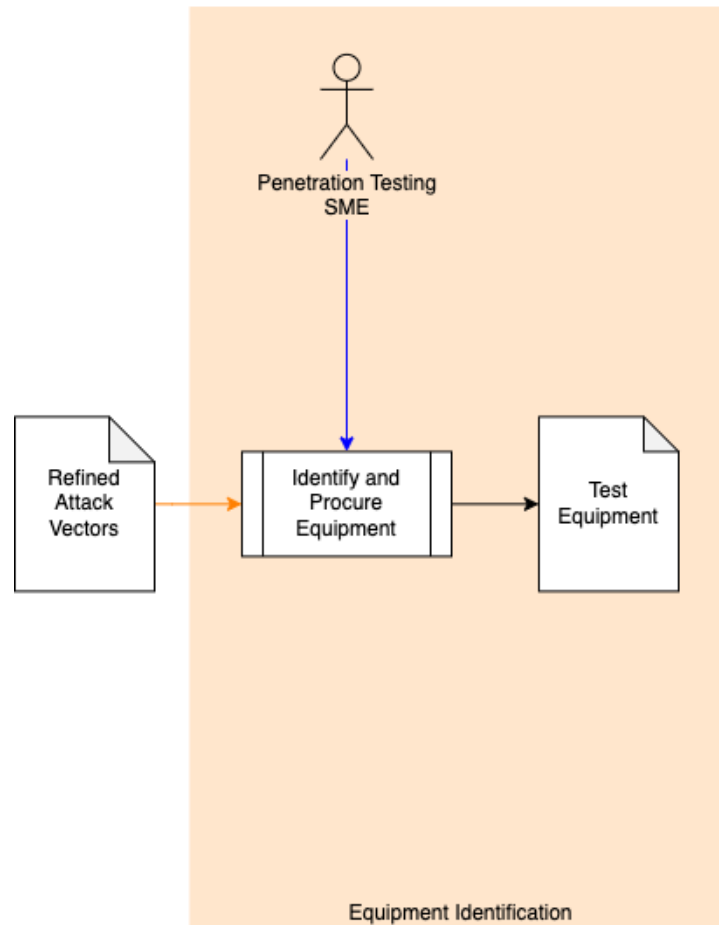 Penetration Testing
SME
Refined
Attack
Vectors
Identify and
Procure
Equipment
Test
Equipment
Equipment Identification